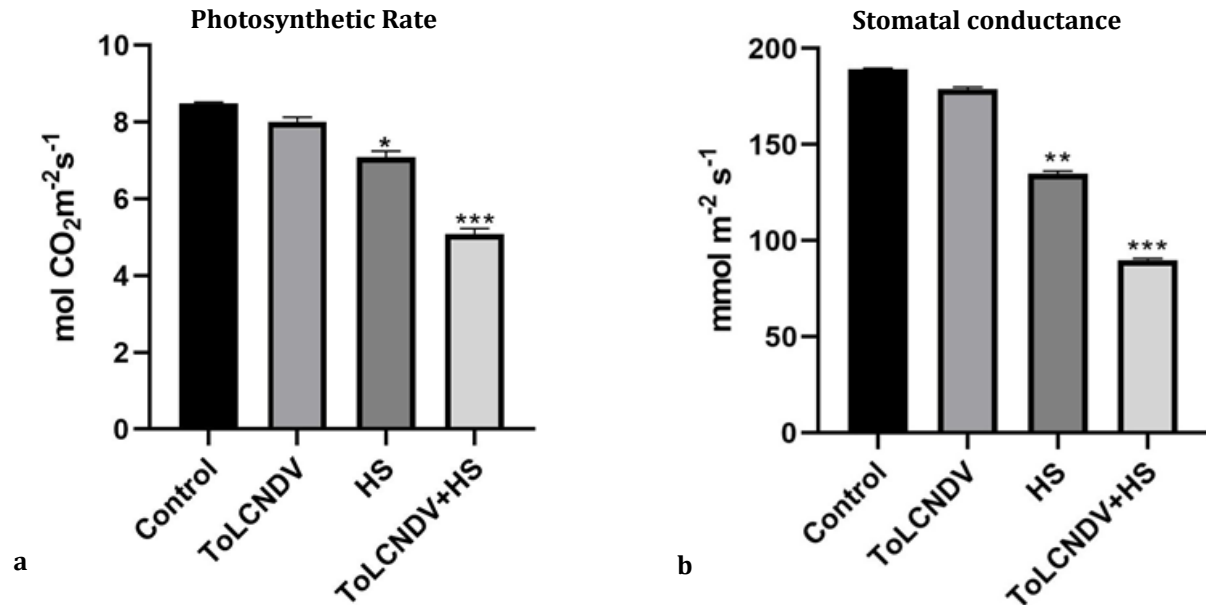 Photosynthetic Rate
mol CO₂m⁻²s⁻¹
10
8
6
4
2
0
*
***
Control
ToLCNDV
HS
ToLCNDV+HS
a
Stomatal conductance
mmol m⁻² s⁻¹
200
150
100
50
0
**
***
Control
ToLCNDV
HS
ToLCNDV+HS
b